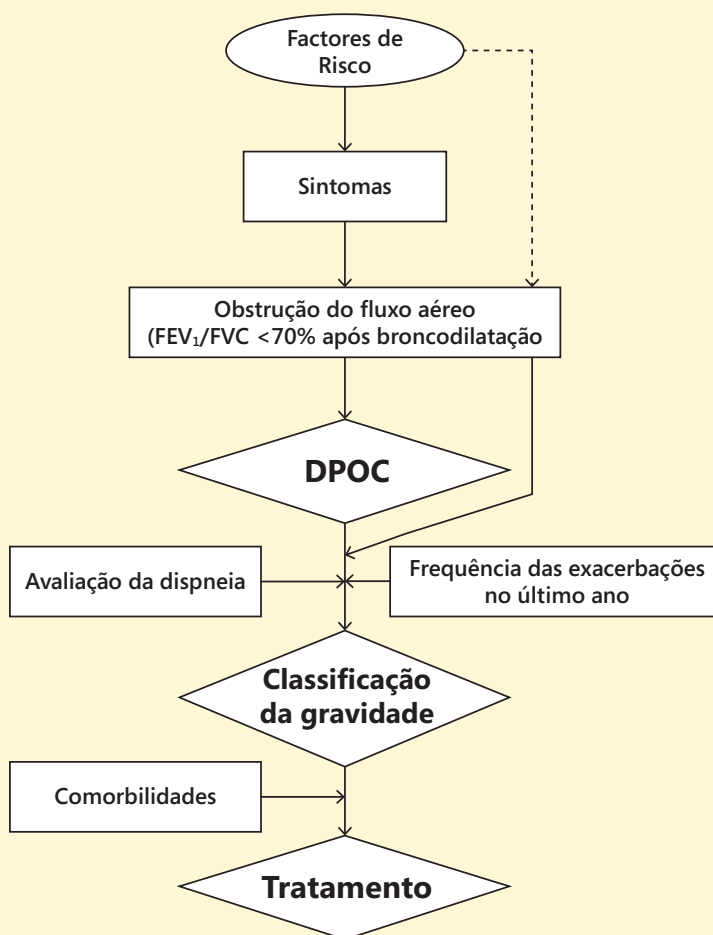 Factores de
Risco
Sintomas
Obstrução do fluxo aéreo
(FEV₁/FVC <70% após broncodilatação
DPOC
Avaliação da dispneia
Frequência das exacerbações
no último ano
Classificação
da gravidade
Comorbilidades
Tratamento